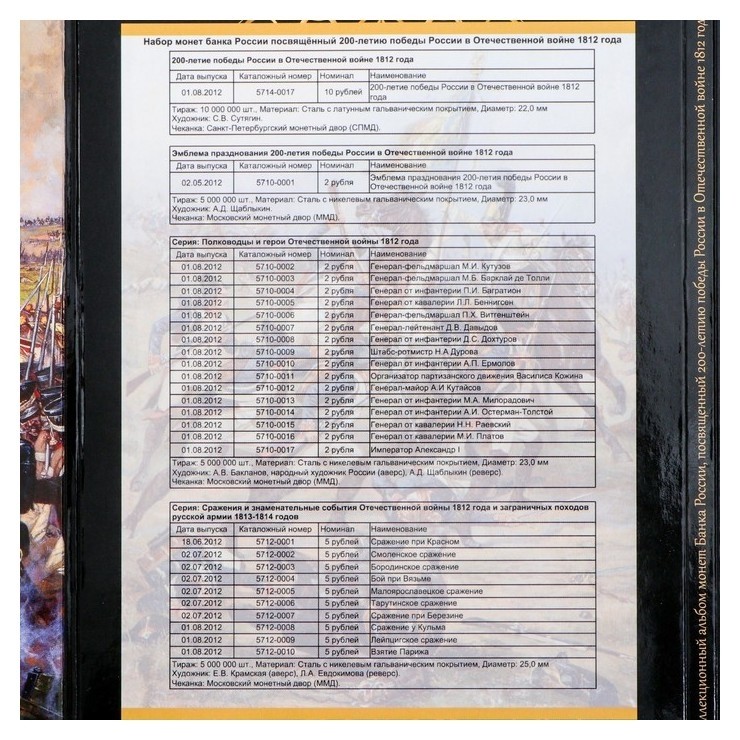 Набор монет банка России посвящённый 200-летию победы России в Отечественной войне 1812 года
200-летие победы России в Отечественной войне 1812 года
Дата выпуска Каталожный номер Номинал Наименование
01.08.2012 5714-0017 10 рублей 200-летие победы России в Отечественной войне 1812 года
Тираж: 10 000 000 шт., Материал: Сталь с латунным гальваническим покрытием, Диаметр: 22,0 мм
Художник: С.В. Сутягин.
Чеканка: Санкт-Петербургский монетный двор (СПМД).
Эмблема празднования 200-летия победы России в Отечественной войне 1812 года
Дата выпуска Каталожный номер Номинал Наименование
02.05.2012 5710-0001 2 рубля Эмблема празднования 200-летия победы России в Отечественной войне 1812 года
Тираж: 5 000 000 шт., Материал: Сталь с никелевым гальваническим покрытием, Диаметр: 23,0 мм
Художник: А.Д. Щаблыкин.
Чеканка: Московский монетный двор (ММД).
Серия: Полководцы и герои Отечественной войны 1812 года
Дата выпуска Каталожный номер Номинал Наименование
01.08.2012 5710-0002 2 рубля Генерал-фельдмаршал М.И. Кутузов
01.08.2012 5710-0003 2 рубля Генерал-фельдмаршал М.Б. Барклай де Толли
01.08.2012 5710-0004 2 рубля Генерал от инфантерии П.И. Багратион
01.08.2012 5710-0005 2 рубля Генерал от кавалерии Л.Л. Беннигсен
01.08.2012 5710-0006 2 рубля Генерал-фельдмаршал П.Х. Витгенштейн
01.08.2012 5710-0007 2 рубля Генерал-лейтенант Д.В. Давыдов
01.08.2012 5710-0008 2 рубля Генерал от инфантерии Д.С. Дохтуров
01.08.2012 5710-0009 2 рубля Штабс-ротмистр Н.А Дурова
01.08.2012 5710-0010 2 рубля Генерал от инфантерии А.П. Ермолов
01.08.2012 5710-0011 2 рубля Организатор партизанского движения Василиса Кожина
01.08.2012 5710-0012 2 рубля Генерал-майор А.И Кутайсов
01.08.2012 5710-0013 2 рубля Генерал от инфантерии М.А. Милорадович
01.08.2012 5710-0014 2 рубля Генерал от инфантерии А.И. Остерман-Толстой
01.08.2012 5710-0015 2 рубля Генерал от кавалерии Н.Н. Раевский
01.08.2012 5710-0016 2 рубля Генерал от кавалерии М.И. Платов
01.08.2012 5710-0017 2 рубля Император Александр I
Тираж: 5 000 000 шт., Материал: Сталь с никелевым гальваническим покрытием, Диаметр: 23,0 мм
Художник: А.В. Бакланов, народный художник России (аверс), А.Д. Щаблыкин (реверс).
Чеканка: Московский монетный двор (ММД).
Серия: Сражения и знаменательные события Отечественной войны 1812 года и заграничных походов
русской армии 1813-1814 годов
Дата выпуска Каталожный номер Номинал Наименование
18.06.2012 5712-0001 5 рублей Сражение при Красном
02.07.2012 5712-0002 5 рублей Смоленское сражение
02.07.2012 5712-0003 5 рублей Бородинское сражение
02.07.2012 5712-0004 5 рублей Бой при Вязьме
02.07.2012 5712-0005 5 рублей Малоярославецкое сражение
02.07.2012 5712-0006 5 рублей Тарутинское сражение
02.07.2012 5712-0007 5 рублей Сражение при Березине
01.08.2012 5712-0008 5 рублей Сражение у Кульма
01.08.2012 5712-0009 5 рублей Лейпцигское сражение
01.08.2012 5712-0010 5 рублей Взятие Парижа
Тираж: 5 000 000 шт., Материал: Сталь с никелевым гальваническим покрытием, Диаметр: 25,0 мм
Художник: Е.В. Крамская (аверс), Л.А. Евдокимова (реверс).
Чеканка: Московский монетный двор (ММД).
ллекционный альбом монет Банка России, посвященный 200-летию победы России в Отечественной войне 1812 год